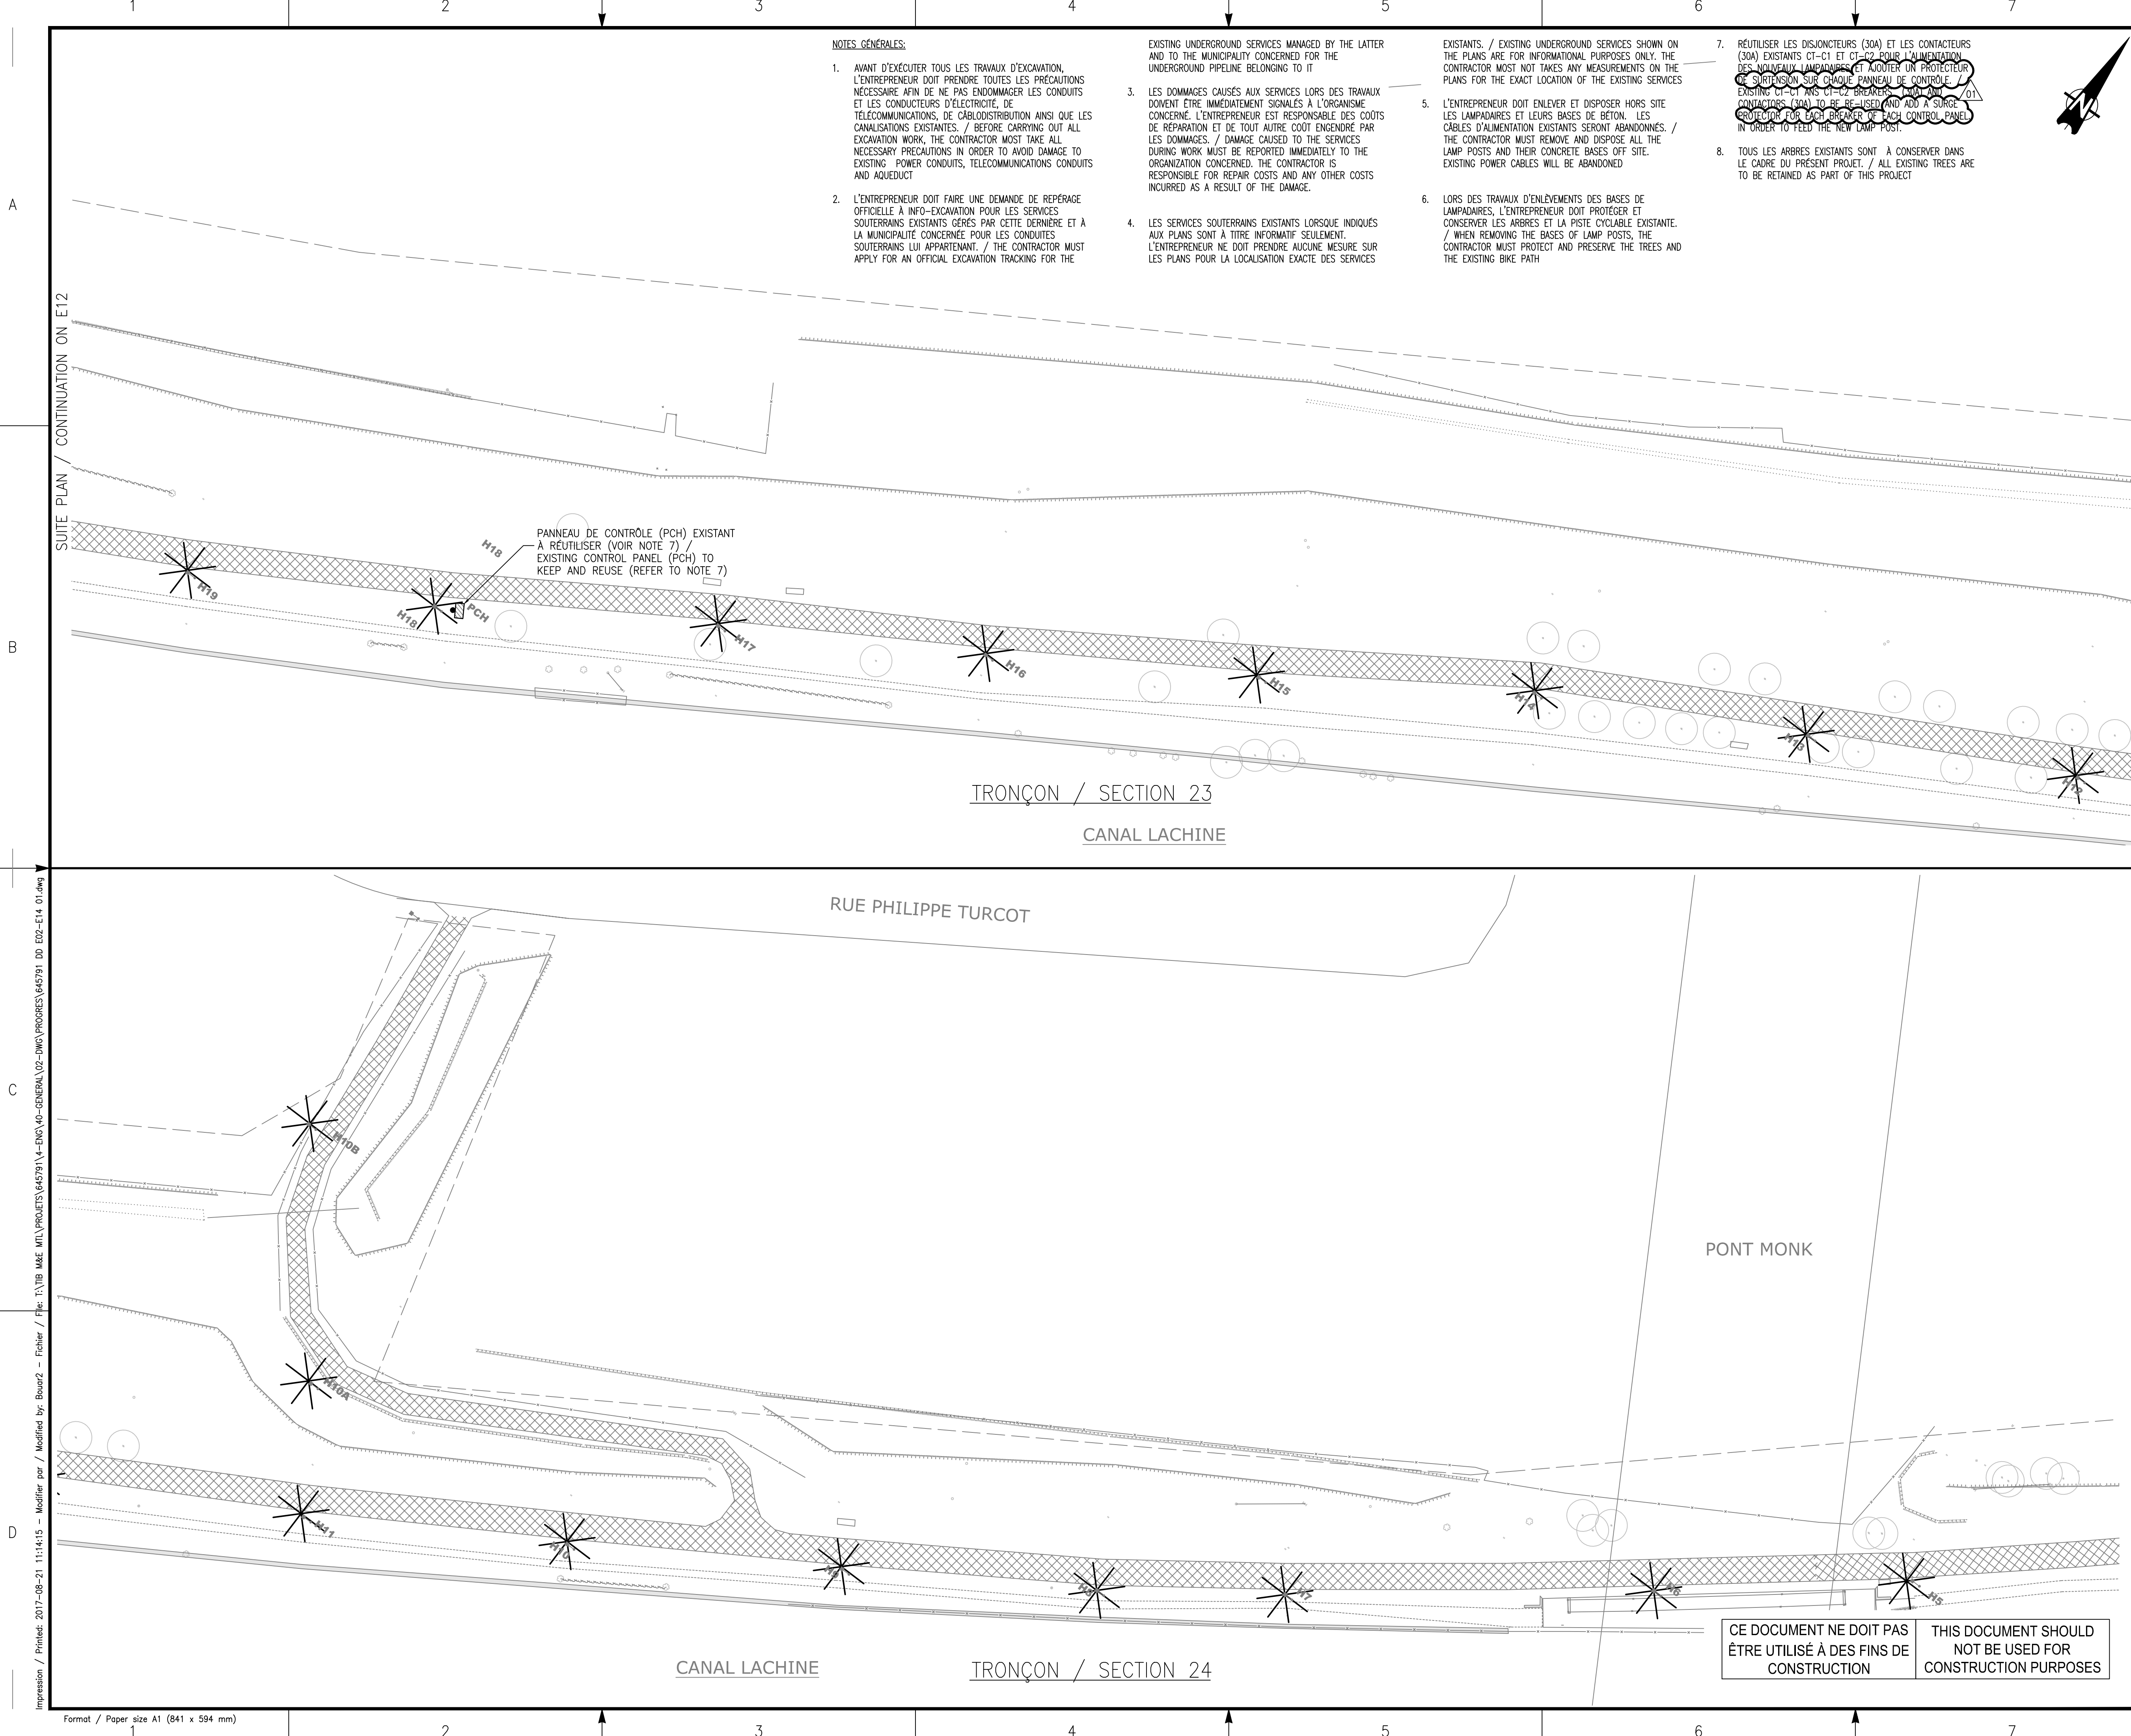 1 2 3 4 5 6 7
NOTES GÉNÉRALES:
1. AVANT D'EXÉCUTER TOUS LES TRAVAUX D'EXCAVATION,
L'ENTREPRENEUR DOIT PRENDRE TOUTES LES PRÉCAUTIONS
NÉCESSAIRE AFIN DE NE PAS ENDOMMAGER LES CONDUITS
ET LES CONDUCTEURS D'ÉLECTRICITÉ, DE
TÉLÉCOMMUNICATIONS, DE CÂBLODISTRIBUTION AINSI QUE LES
CANALISATIONS EXISTANTES. / BEFORE CARRYING OUT ALL
EXCAVATION WORK, THE CONTRACTOR MOST TAKE ALL
NECESSARY PRECAUTIONS IN ORDER TO AVOID DAMAGE TO
EXISTING POWER CONDUITS, TELECOMMUNICATIONS CONDUITS
AND AQUEDUCT
2. L'ENTREPRENEUR DOIT FAIRE UNE DEMANDE DE REPÉRAGE
OFFICIELLE À INFO-EXCAVATION POUR LES SERVICES
SOUTERRAINS EXISTANTS GÉRÉS PAR CETTE DERNIÈRE ET À
LA MUNICIPALITÉ CONCERNÉE POUR LES CONDUITES
SOUTERRAINS LUI APPARTENANT. / THE CONTRACTOR MUST
APPLY FOR AN OFFICIAL EXCAVATION TRACKING FOR THE
EXISTING UNDERGROUND SERVICES MANAGED BY THE LATTER
AND TO THE MUNICIPALITY CONCERNED FOR THE
UNDERGROUND PIPELINE BELONGING TO IT
3. LES DOMMAGES CAUSÉS AUX SERVICES LORS DES TRAVAUX
DOIVENT ÊTRE IMMÉDIATEMENT SIGNALÉS À L'ORGANISME
CONCERNÉ. L'ENTREPRENEUR EST RESPONSABLE DES COÛTS
DE RÉPARATION ET DE TOUT AUTRE COÛT ENGENDRÉ PAR
LES DOMMAGES. / DAMAGE CAUSED TO THE SERVICES
DURING WORK MUST BE REPORTED IMMEDIATELY TO THE
ORGANIZATION CONCERNED. THE CONTRACTOR IS
RESPONSIBLE FOR REPAIR COSTS AND ANY OTHER COSTS
INCURRED AS A RESULT OF THE DAMAGE.
4. LES SERVICES SOUTERRAINS EXISTANTS LORSQUE INDIQUÉS
AUX PLANS SONT À TITRE INFORMATIF SEULEMENT.
L'ENTREPRENEUR NE DOIT PRENDRE AUCUNE MESURE SUR
LES PLANS POUR LA LOCALISATION EXACTE DES SERVICES
EXISTANTS. / EXISTING UNDERGROUND SERVICES SHOWN ON
THE PLANS ARE FOR INFORMATIONAL PURPOSES ONLY. THE
CONTRACTOR MOST NOT TAKES ANY MEASUREMENTS ON THE
PLANS FOR THE EXACT LOCATION OF THE EXISTING SERVICES
5. L'ENTREPRENEUR DOIT ENLEVER ET DISPOSER HORS SITE
LES LAMPADAIRES ET LEURS BASES DE BÉTON. LES
CÂBLES D'ALIMENTATION EXISTANTS SERONT ABANDONNÉS. /
THE CONTRACTOR MUST REMOVE AND DISPOSE ALL THE
LAMP POSTS AND THEIR CONCRETE BASES OFF SITE.
EXISTING POWER CABLES WILL BE ABANDONED
6. LORS DES TRAVAUX D'ENLÈVEMENTS DES BASES DE
LAMPADAIRES, L'ENTREPRENEUR DOIT PROTÉGER ET
CONSERVER LES ARBRES ET LA PISTE CYCLABLE EXISTANTE.
/ WHEN REMOVING THE BASES OF LAMP POSTS, THE
CONTRACTOR MUST PROTECT AND PRESERVE THE TREES AND
THE EXISTING BIKE PATH
7. RÉUTILISER LES DISJONCTEURS (30A) ET LES CONTACTEURS
(30A) EXISTANTS CT-C1 ET CT-C2 POUR L'ALIMENTATION
DES NOUVEAUX LAMPADAIRES ET AJOUTER UN PROTECTEUR
DE SURTENSION SUR CHAQUE PANNEAU DE CONTRÔLE. /
EXISTING CT-C1 ANS CT-C2 BREAKERS (30A) AND
CONTACTORS (30A) TO BE RE-USED AND ADD A SURGE
PROTECTOR FOR EACH BREAKER OF EACH CONTROL PANEL
IN ORDER TO FEED THE NEW LAMP POST.
01
8. TOUS LES ARBRES EXISTANTS SONT À CONSERVER DANS
LE CADRE DU PRÉSENT PROJET. / ALL EXISTING TREES ARE
TO BE RETAINED AS PART OF THIS PROJECT
N
A
SUITE PLAN / CONTINUATION ON E12
PANNEAU DE CONTRÔLE (PCH) EXISTANT
À RÉUTILISER (VOIR NOTE 7) /
EXISTING CONTROL PANEL (PCH) TO
KEEP AND REUSE (REFER TO NOTE 7)
H18
H19
H18
PCH
H17
H16
H15
H14
H13
H12
B
TRONÇON / SECTION 23
CANAL LACHINE
RUE PHILIPPE TURCOT
C
H10B
PONT MONK
H10A
D
H11
H10
H9
H8
H7
H6
H5
CANAL LACHINE
TRONÇON / SECTION 24
CE DOCUMENT NE DOIT PAS
ÊTRE UTILISÉ À DES FINS DE
CONSTRUCTION
THIS DOCUMENT SHOULD
NOT BE USED FOR
CONSTRUCTION PURPOSES
Impression / Printed: 2017-08-21 11:14:15 - Modifier par / Modified by: Bouar2 - Fichier / File: T:\TIB M&E MTL\PROJETS\645791\4-ENG\40-GENERAL\02-DWG\PROGRES\645791 DD E02-E14 01.dwg
Format / Paper size A1 (841 x 594 mm)
1 2 3 4 5 6 7